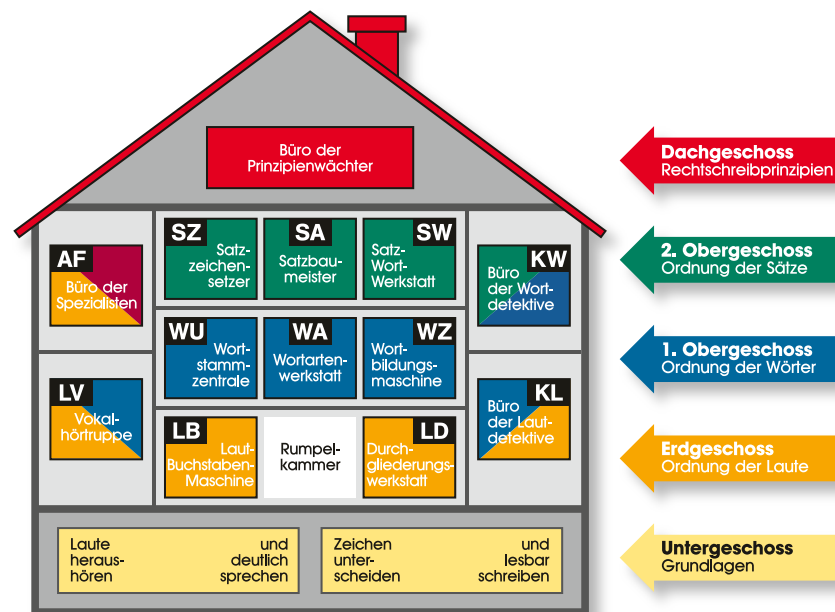 Büro der
Prinzipienwächter
Dachgeschoss
Rechtschreibprinzipien
AF
Büro der
Spezialisten
SZ
Satz-
zeichen-
setzer
SA
Satzbau-
meister
SW
Satz-
Wort-
Werkstatt
KW
Büro
der Wort-
detektive
2. Obergeschoss
Ordnung der Sätze
WU
Wort-
stamm-
zentrale
WA
Wortarten-
werkstatt
WZ
Wort-
bildungs-
maschine
1. Obergeschoss
Ordnung der Wörter
LV
Vokal-
hörtruppe
LB
Laut-
Buchstaben-
Maschine
Rumpel-
kammer
LD
Durch-
gliederungs-
werkstatt
KL
Büro
der Laut-
detektive
Erdgeschoss
Ordnung der Laute
Laute und
heraus- deutlich
hören sprechen
Zeichen und
unter- lesbar
scheiden schreiben
Untergeschoss
Grundlagen